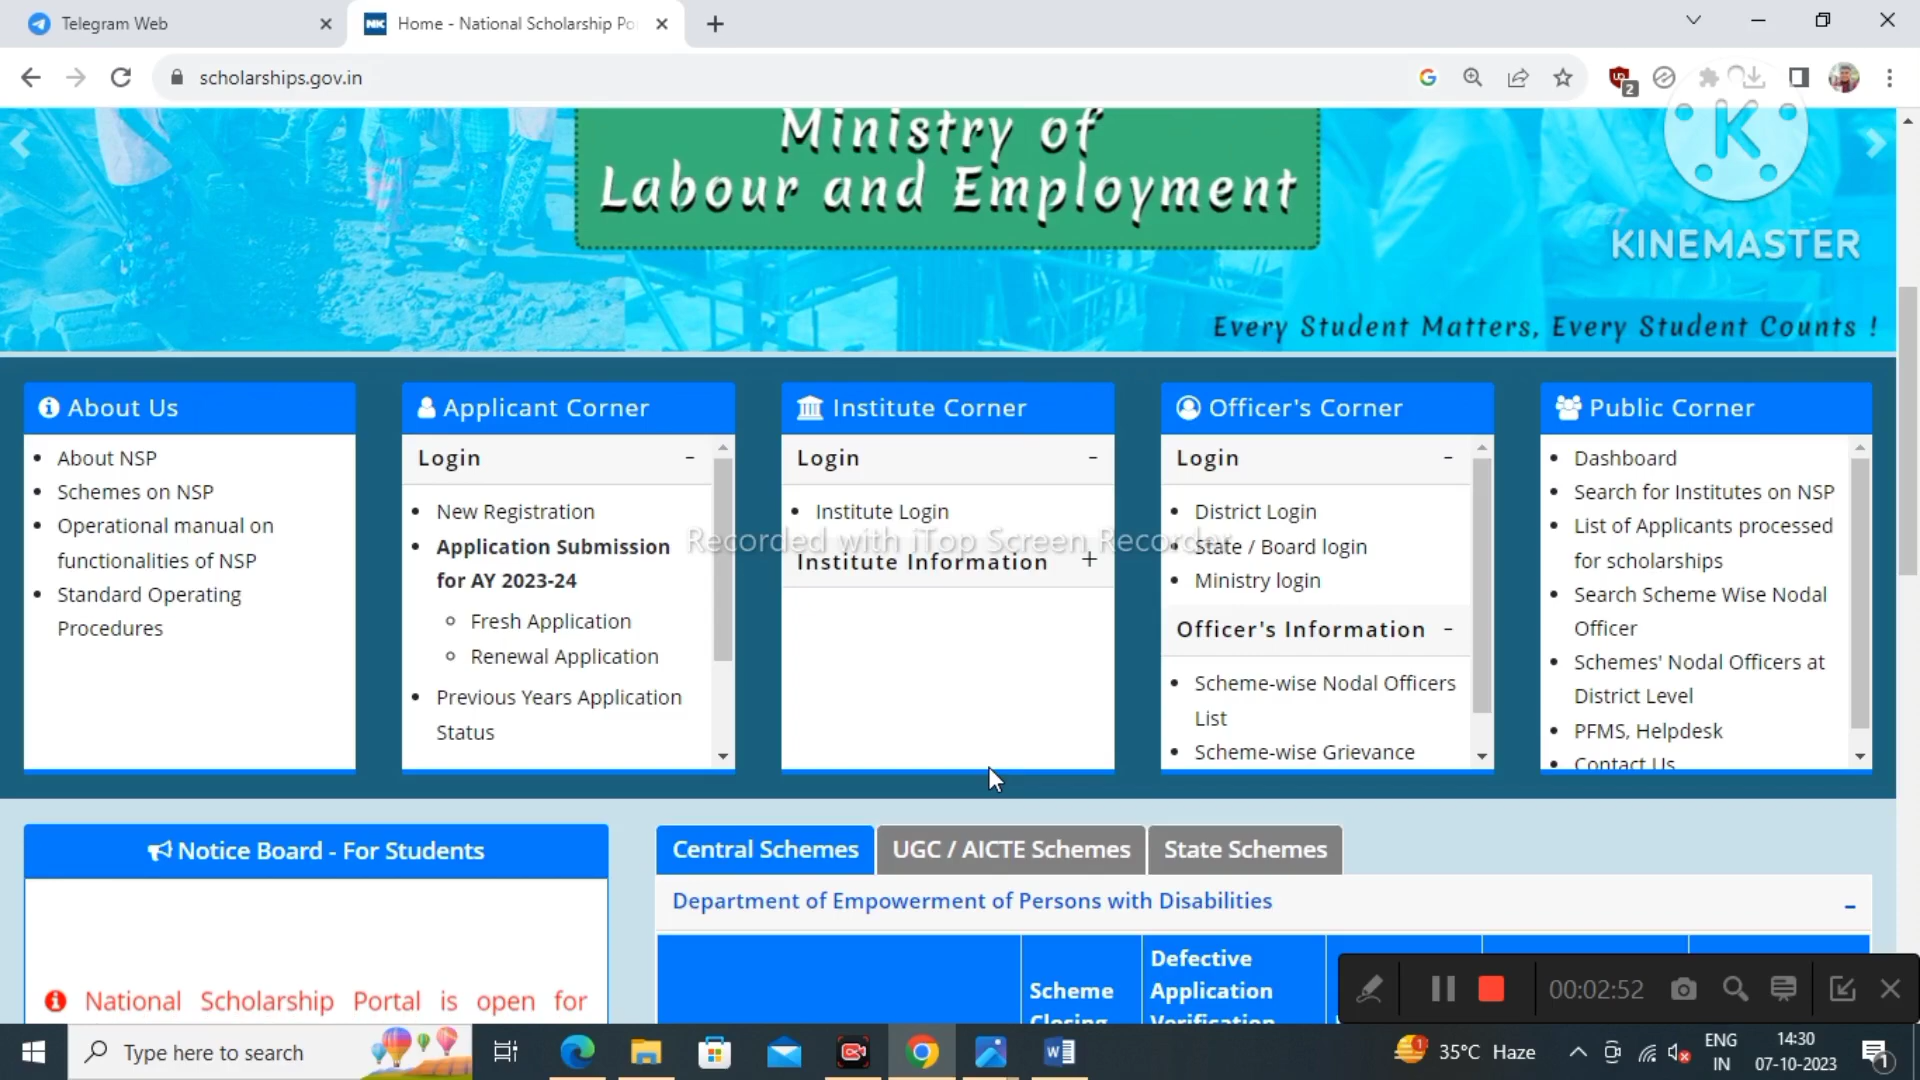 Telegram Web
NK
Home - National Scholarship Po
scholarships.gov.in
2
Ministry of
Labour and Employment
K
KINEMASTER
Every Student Matters, Every Student Counts !
About Us
About NSP
Schemes on NSP
Operational manual on
functionalities of NSP
Standard Operating
Procedures
Applicant Corner
Login -
New Registration
Application Submission
for AY 2023-24
Fresh Application
Renewal Application
Previous Years Application
Status
Institute Corner
Login -
Institute Login
Institute Information +
Recorded with iTop Screen Recorder
Officer's Corner
Login -
District Login
State / Board login
Ministry login
Officer's Information -
Scheme-wise Nodal Officers
List
Scheme-wise Grievance
Public Corner
Dashboard
Search for Institutes on NSP
List of Applicants processed
for scholarships
Search Scheme Wise Nodal
Officer
Schemes' Nodal Officers at
District Level
PFMS, Helpdesk
Contact Us
Notice Board - For Students
National Scholarship Portal is open for
Central Schemes
UGC / AICTE Schemes
State Schemes
Department of Empowerment of Persons with Disabilities -
Scheme
Closing
Defective
Application
Verification
00:02:52
Type here to search
1
35°C Haze
ENG
IN
14:30
07-10-2023
1